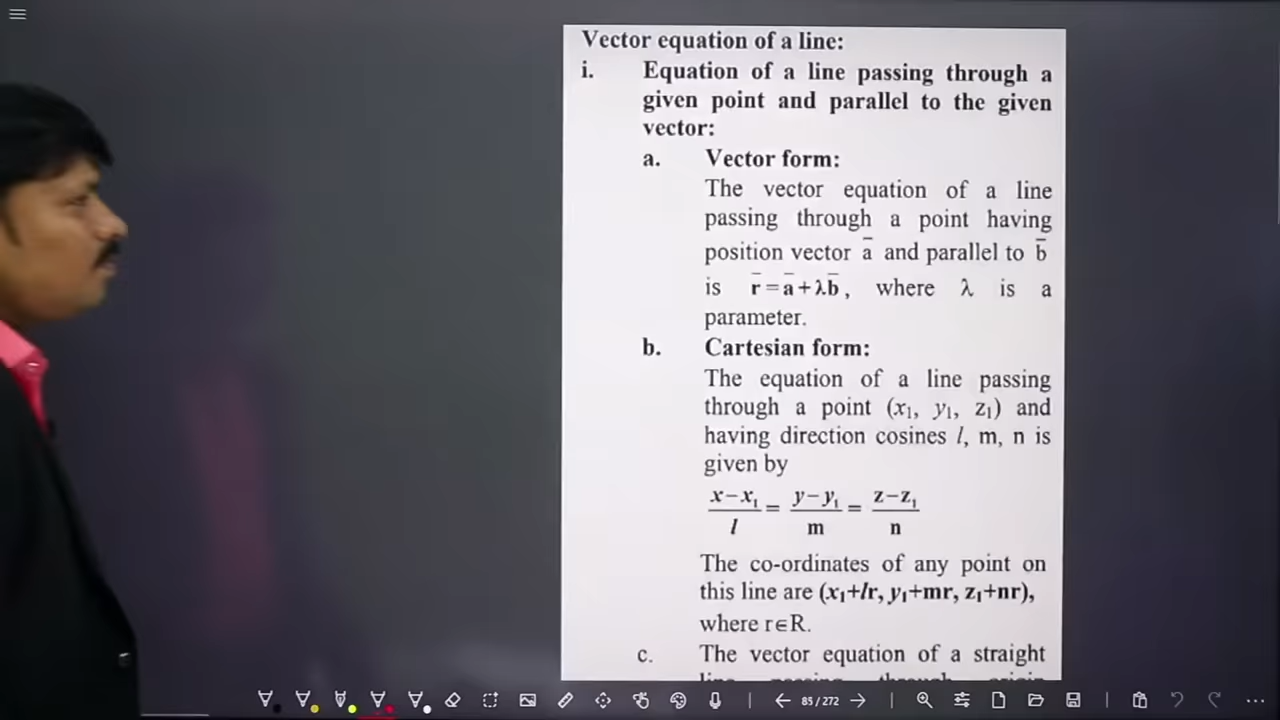 Vector equation of a line:
i. Equation of a line passing through a
given point and parallel to the given
vector:
a. Vector form:
The vector equation of a line
passing through a point having
position vector a̅ and parallel to b̅
is r̅ = a̅ + λb̅, where λ is a
parameter.
b. Cartesian form:
The equation of a line passing
through a point (x₁, y₁, z₁) and
having direction cosines l, m, n is
given by
x−x₁/l = y−y₁/m = z−z₁/n
The co-ordinates of any point on
this line are (x₁+lr, y₁+mr, z₁+nr),
where r∈R.
c. The vector equation of a straight
line passing through origin
85 / 272